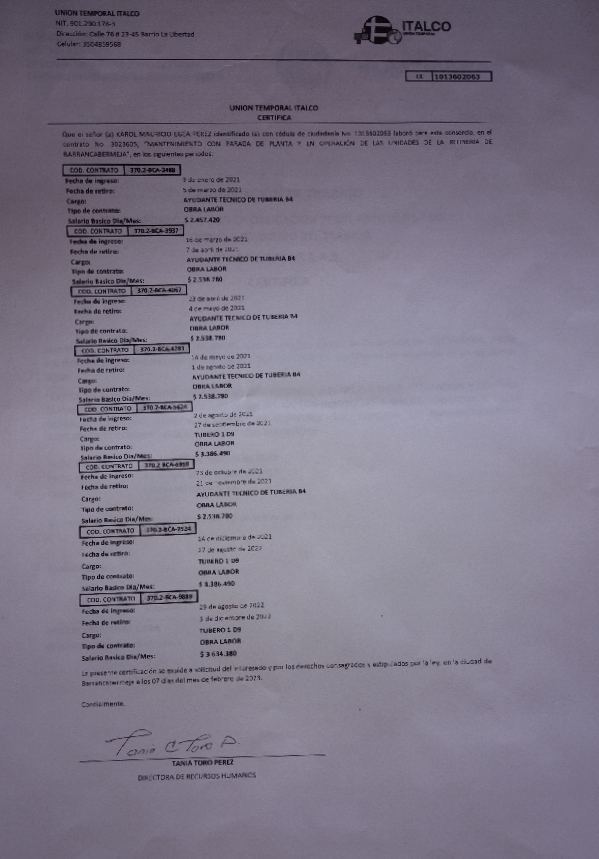 UNION TEMPORAL ITALCO
NIT. 901.290.176-1
Dirección: Calle 76 # 23-45 Barrio La Libertad
Celular: 3504858568
ITALCO
UNION TEMPORAL
CC 1013602063
UNION TEMPORAL ITALCO
CERTIFICA
Que el señor (a) KAROL MAURICIO PEREZ identificado (a) con cédula de ciudadanía No. 1013602063 laboró para este consorcio, en el
contrato No. 3023605, "MANTENIMIENTO CON PARADA DE PLANTA Y EN OPERACIÓN DE LAS UNIDADES DE LA REFINERIA DE
BARRANCABERMEJA", en los siguientes periodos:
COD. CONTRATO 370.2-BCA-3488
Fecha de ingreso: de enero de 2021
Fecha de retiro: 5 de marzo de 2021
Cargo: AYUDANTE TECNICO DE TUBERIA B4
Tipo de contrato: OBRA LABOR
Salario Basico Dia/Mes: $ 2.457.420
COD. CONTRATO 370.2-BCA-3937
Fecha de ingreso: 16 de marzo de 2021
Fecha de retiro: 7 de abril de 2021
Cargo: AYUDANTE TECNICO DE TUBERIA B4
Tipo de contrato: OBRA LABOR
Salario Basico Dia/Mes: $ 2.538.780
COD. CONTRATO 370.2-BCA-4067
Fecha de ingreso: 23 de abril de 2021
Fecha de retiro: 4 de mayo de 2021
Cargo: AYUDANTE TECNICO DE TUBERIA B4
Tipo de contrato: OBRA LABOR
Salario Basico Dia/Mes: $ 2.538.780
COD. CONTRATO
Fecha de ingreso: 14 de mayo de 2021
Fecha de retiro: 1 de agosto de 2021
Cargo: AYUDANTE TECNICO DE TUBERIA B4
Tipo de contrato: OBRA LABOR
Salario Basico Dia/Mes: $ 2.538.780
COD. CONTRATO 370.2-BCA-5624
Fecha de ingreso: 2 de agosto de 2021
Fecha de retiro: 27 de septiembre de 2021
Cargo: TUBERO 1 D9
Tipo de contrato: OBRA LABOR
Salario Basico Dia/Mes: $ 3.386.490
COD. CONTRATO
Fecha de ingreso: de octubre de 2021
Fecha de retiro: 21 de noviembre de 2021
Cargo: AYUDANTE TECNICO DE TUBERIA B4
Tipo de contrato: OBRA LABOR
Salario Basico Dia/Mes: $ 2.538.780
COD. CONTRATO 370.2-BCA-7524
Fecha de ingreso: 14 de diciembre de 2021
Fecha de retiro: 27 de agosto de 2022
Cargo: TUBERO 1 D9
Tipo de contrato: OBRA LABOR
Salario Basico Dia/Mes: $ 3.386.490
COD. CONTRATO 370.2-BCA-9889
Fecha de ingreso: 29 de agosto de 2022
Fecha de retiro: 3 de diciembre de 2022
Cargo: TUBERO 1 D9
Tipo de contrato: OBRA LABOR
Salario Basico Dia/Mes: $ 3.634.380
La presente certificación se expide a solicitud del interesado y por los derechos consagrados y estipulados por la ley, en la ciudad de
Barrancabermeja a los 07 días del mes de febrero de 2023.
Cordialmente,
Tania C Toro P.
TANIA TORO PEREZ
DIRECTORA DE RECURSOS HUMANOS